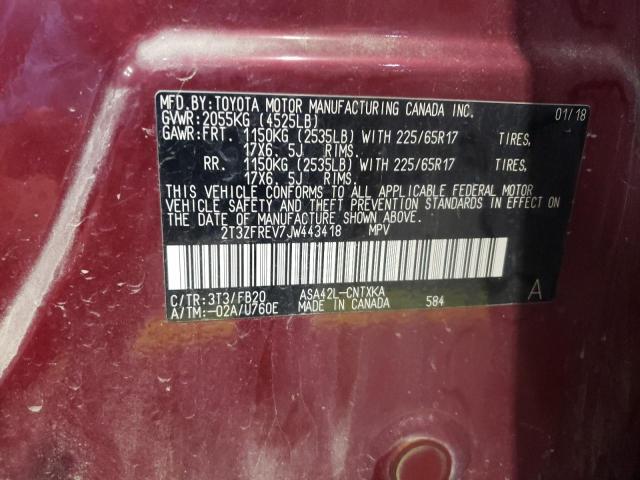 MFD.BY:TOYOTA MOTOR MANUFACTURING CANADA INC. 01/18
GVWR:2055KG (4525LB)
GAWR:FRT. 1150KG (2535LB) WITH 225/65R17 TIRES,
17X6.5J RIMS
RR. 1150KG (2535LB) WITH 225/65R17 TIRES,
17X6.5J RIMS
THIS VEHICLE CONFORMS TO ALL APPLICABLE FEDERAL MOTOR
VEHICLE SAFETY AND THEFT PREVENTION STANDARDS IN EFFECT
ON THE DATE OF MANUFACTURE SHOWN ABOVE.
2T3ZFREV7JW443418 MPV
C/TR:3T3/FB20 ASA42L-CNTXKA A
A/TM:-02A/U760E MADE IN CANADA 584